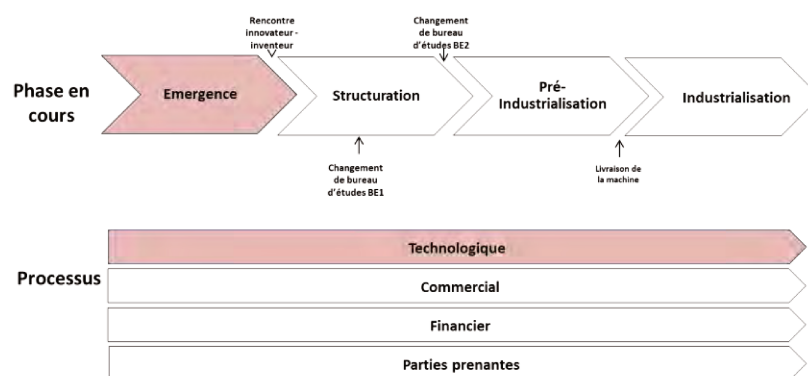 Rencontre
innovateur -
inventeur
Changement
de bureau
d'études BE2
Phase en
cours
Emergence
Structuration
Pré-
Industrialisation
Industrialisation
Changement
de bureau
d'études BE1
Livraison de
la machine
Processus
Technologique
Commercial
Financier
Parties prenantes